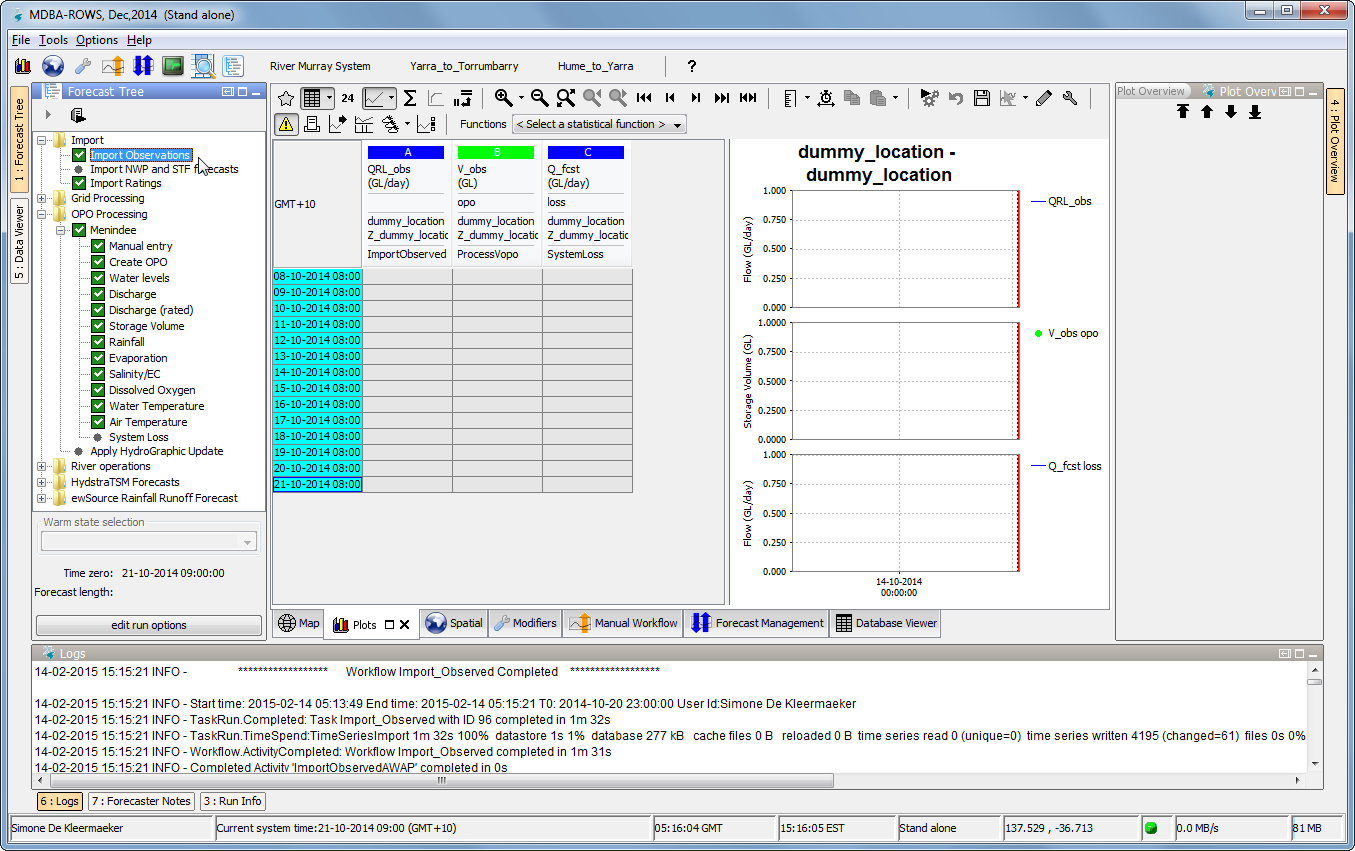 MDBA-ROWS, Dec,2014 (Stand alone)
File Tools Options Help
River Murray System Yarra_to_Torrumbarry Hume_to_Yarra ?
1 : Forecast Tree
5 : Data Viewer
Forecast Tree
Import
Import Observations
Import NWP and STF forecasts
Import Ratings
Grid Processing
OPO Processing
Menindee
Manual entry
Create OPO
Water levels
Discharge
Discharge (rated)
Storage Volume
Rainfall
Evaporation
Salinity/EC
Dissolved Oxygen
Water Temperature
Air Temperature
System Loss
Apply HydroGraphic Update
River operations
HydstraTSM Forecasts
ewSource Rainfall Runoff Forecast
Warm state selection
Time zero: 21-10-2014 09:00:00
Forecast length:
edit run options
24
Functions < Select a statistical function >
A B C
QRL_obs V_obs Q_fcst
(GL/day) (GL) (GL/day)
GMT+10 opo loss
dummy_location dummy_location dummy_location
Z_dummy_locatic Z_dummy_locatic Z_dummy_locatic
ImportObserved ProcessVopo SystemLoss
08-10-2014 08:00
09-10-2014 08:00
10-10-2014 08:00
11-10-2014 08:00
12-10-2014 08:00
13-10-2014 08:00
14-10-2014 08:00
15-10-2014 08:00
16-10-2014 08:00
17-10-2014 08:00
18-10-2014 08:00
19-10-2014 08:00
20-10-2014 08:00
21-10-2014 08:00
dummy_location -
dummy_location
Flow (GL/day)
1.000
0.750
0.500
0.250
0.000
QRL_obs
Storage Volume (GL)
1.0000
0.7500
0.5000
0.2500
0.0000
V_obs opo
Flow (GL/day)
1.000
0.750
0.500
0.250
0.000
Q_fcst loss
14-10-2014
00:00:00
Plot Overview Plot Overv
4 : Plot Overview
Map Plots Spatial Modifiers Manual Workflow Forecast Management Database Viewer
Logs
14-02-2015 15:15:21 INFO - ****************** Workflow Import_Observed Completed ******************
14-02-2015 15:15:21 INFO - Start time: 2015-02-14 05:13:49 End time: 2015-02-14 05:15:21 T0: 2014-10-20 23:00:00 User Id:Simone De Kleermaeker
14-02-2015 15:15:21 INFO - TaskRun.Completed: Task Import_Observed with ID 96 completed in 1m 32s
14-02-2015 15:15:21 INFO - TaskRun.TimeSpend:TimeSeriesImport 1m 32s 100% datastore 1s 1% database 277 kB cache files 0 B reloaded 0 B time series read 0 (unique=0) time series written 4195 (changed=61) files 0s 0%
14-02-2015 15:15:21 INFO - Workflow.ActivityCompleted: Workflow Import_Observed completed in 1m 31s
14-02-2015 15:15:21 INFO - Completed Activity 'ImportObservedAWAP' completed in 0s
6 : Logs 7 : Forecaster Notes 3 : Run Info
Simone De Kleermaeker Current system time:21-10-2014 09:00 (GMT+10) 05:16:04 GMT 15:16:05 EST Stand alone 137.529 , -36.713 0.0 MB/s 81 MB